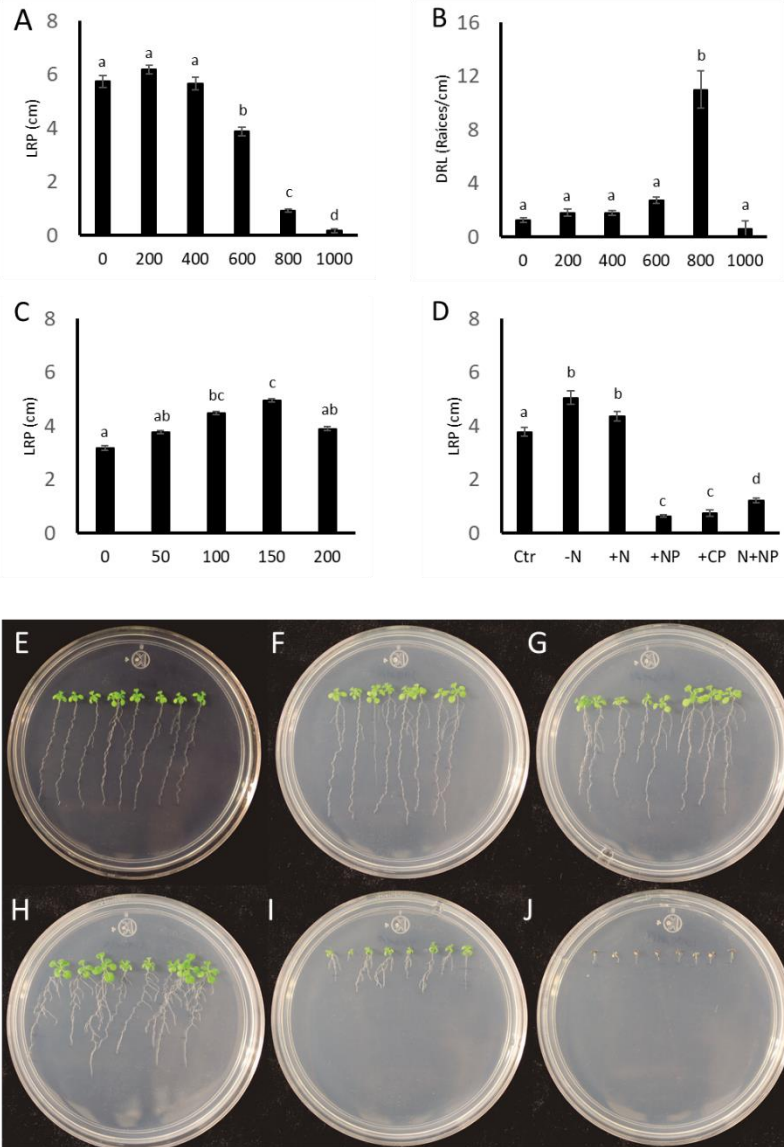 A
B
LRP (cm)
8
6
4
2
0
a
a
a
b
c
d
0 200 400 600 800 1000
DRL (Raices/cm)
16
12
8
4
0
a
a
a
a
b
a
0 200 400 600 800 1000
C
D
LRP (cm)
8
6
4
2
0
a
ab
bc
c
ab
0 50 100 150 200
LRP (cm)
8
6
4
2
0
a
b
b
c
c
d
Ctr -N +N +NP +CP N+NP
E
F
G
H
I
J